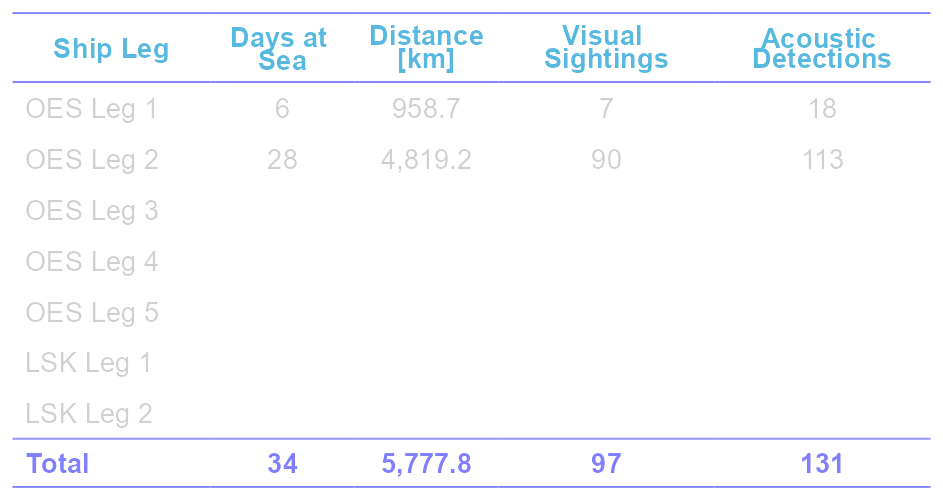 Ship Leg Days at Sea Distance [km] Visual Sightings Acoustic Detections
OES Leg 1 6 958.7 7 18
OES Leg 2 28 4,819.2 90 113
OES Leg 3
OES Leg 4
OES Leg 5
LSK Leg 1
LSK Leg 2
Total 34 5,777.8 97 131